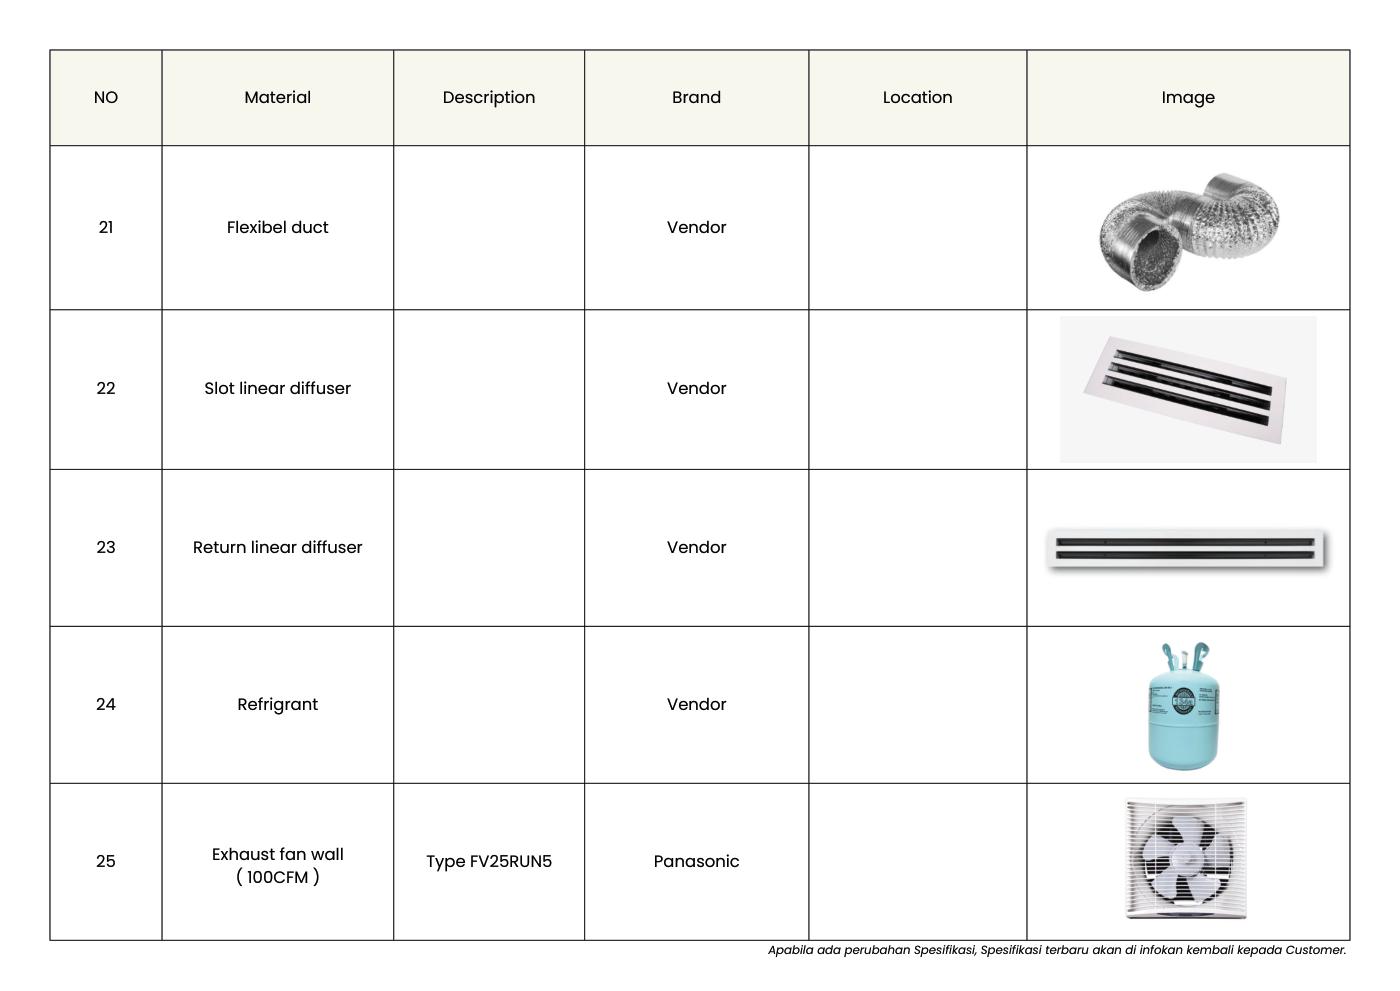 NO Material Description Brand Location Image
21 Flexibel duct Vendor
22 Slot linear diffuser Vendor
23 Return linear diffuser Vendor
24 Refrigrant Vendor
25 Exhaust fan wall
( 100CFM ) Type FV25RUN5 Panasonic
Apabila ada perubahan Spesifikasi, Spesifikasi terbaru akan di infokan kembali kepada Customer.